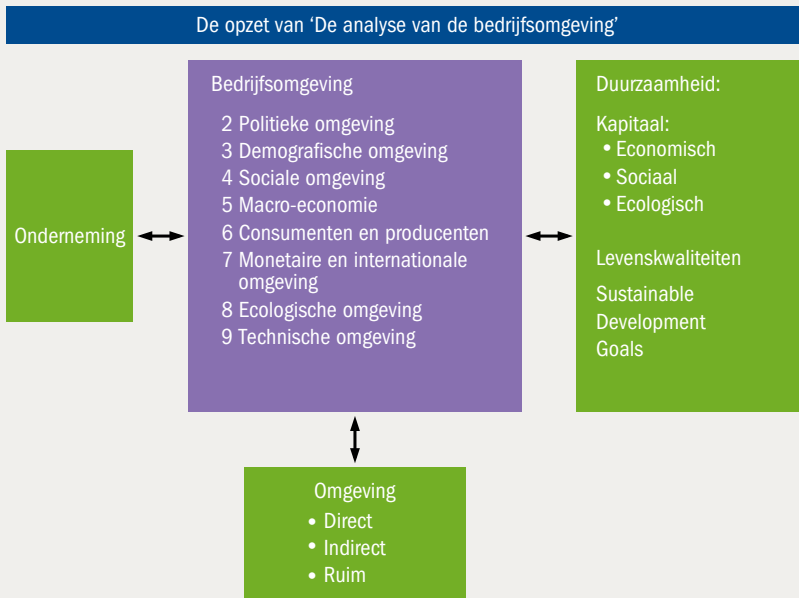 De opzet van ‘De analyse van de bedrijfsomgeving’
Onderneming
Bedrijfsomgeving
2 Politieke omgeving
3 Demografische omgeving
4 Sociale omgeving
5 Macro-economie
6 Consumenten en producenten
7 Monetaire en internationale
omgeving
8 Ecologische omgeving
9 Technische omgeving
Duurzaamheid:
Kapitaal:
• Economisch
• Sociaal
• Ecologisch
Levenskwaliteiten
Sustainable
Development
Goals
Omgeving
• Direct
• Indirect
• Ruim